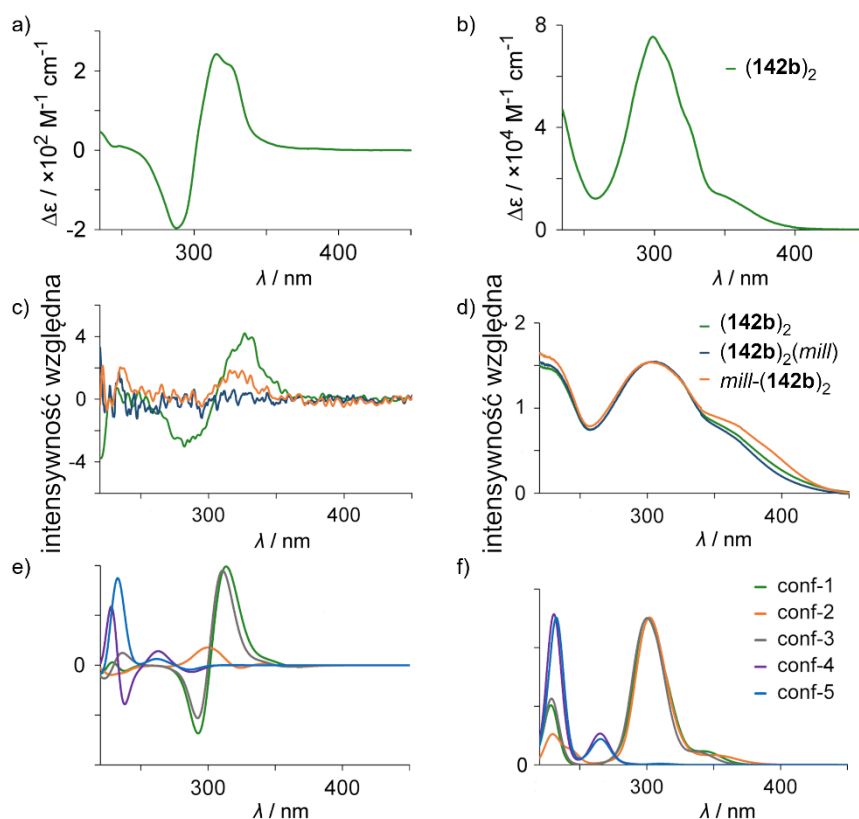 a)
Δε / ×10² M⁻¹ cm⁻¹
2
0
-2
300
400
λ / nm
b)
Δε / ×10⁴ M⁻¹ cm⁻¹
8
4
0
300
400
λ / nm
(142b)₂
c)
intensywność względna
4
0
-4
300
400
λ / nm
d)
intensywność względna
2
1
0
300
400
λ / nm
(142b)₂
(142b)₂(mill)
mill-(142b)₂
e)
0
300
400
λ / nm
f)
0
300
400
λ / nm
conf-1
conf-2
conf-3
conf-4
conf-5